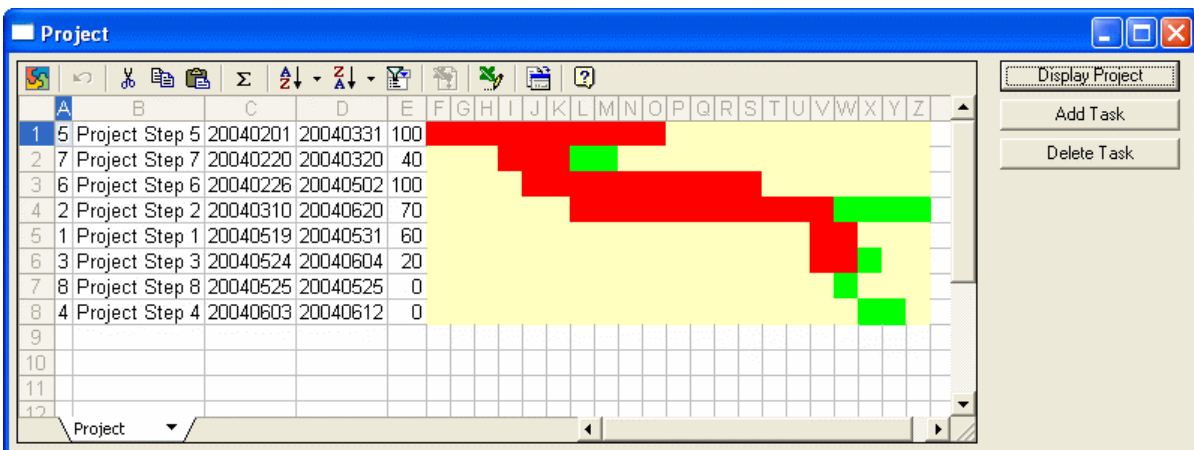 Project
Σ A Z Z A ?
Display Project
Add Task
Delete Task
A B C D E F G H I J K L M N O P Q R S T U V W X Y Z
1 5 Project Step 5 20040201 20040331 100
2 7 Project Step 7 20040220 20040320 40
3 6 Project Step 6 20040226 20040502 100
4 2 Project Step 2 20040310 20040620 70
5 1 Project Step 1 20040519 20040531 60
6 3 Project Step 3 20040524 20040604 20
7 8 Project Step 8 20040525 20040525 0
8 4 Project Step 4 20040603 20040612 0
9
10
11
12
Project